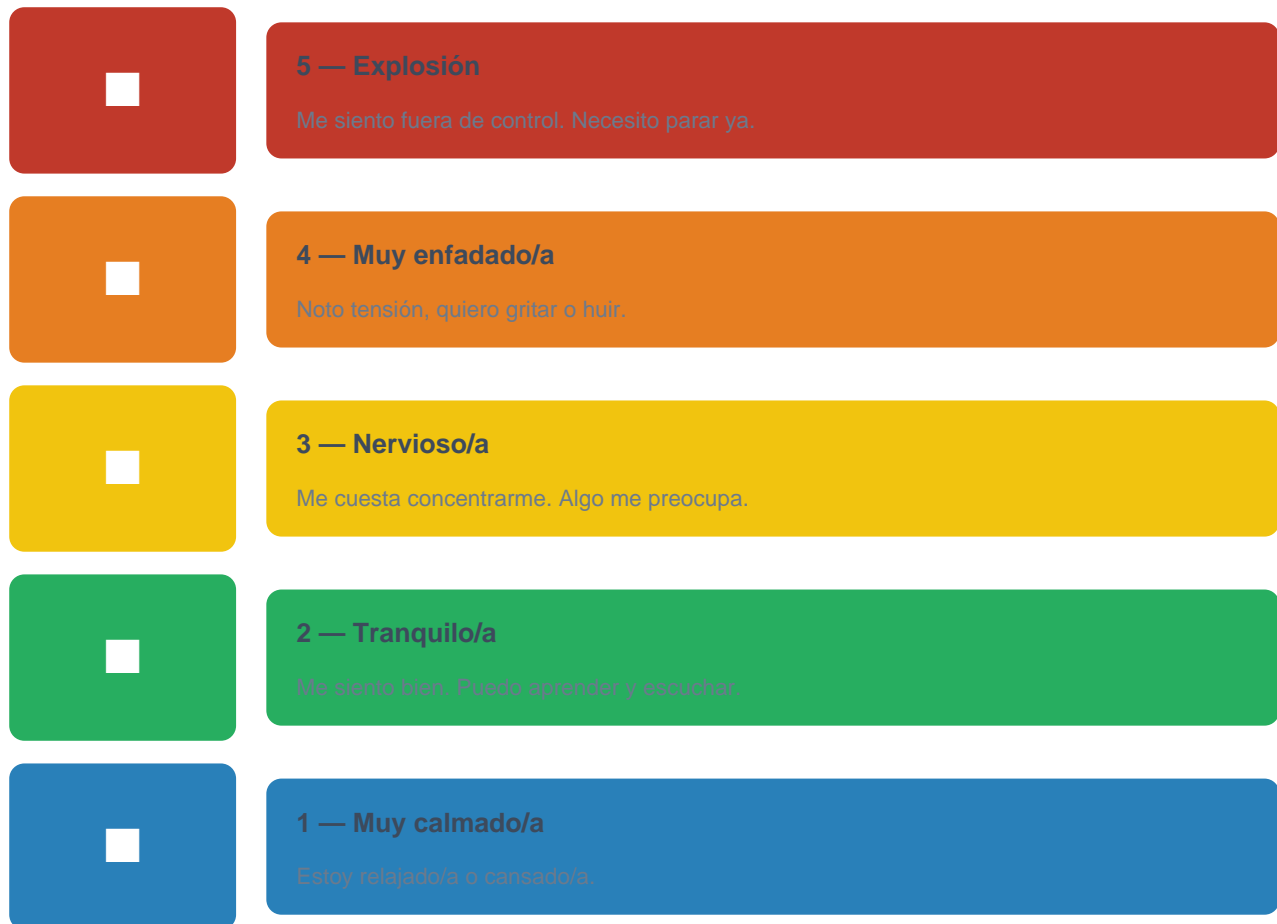 5 — Explosión
Me siento fuera de control. Necesito parar ya.
4 — Muy enfadado/a
Noto tensión, quiero gritar o huir.
3 — Nervioso/a
Me cuesta concentrarme. Algo me preocupa.
2 — Tranquilo/a
Me siento bien. Puedo aprender y escuchar.
1 — Muy calmado/a
Estoy relajado/a o cansado/a.